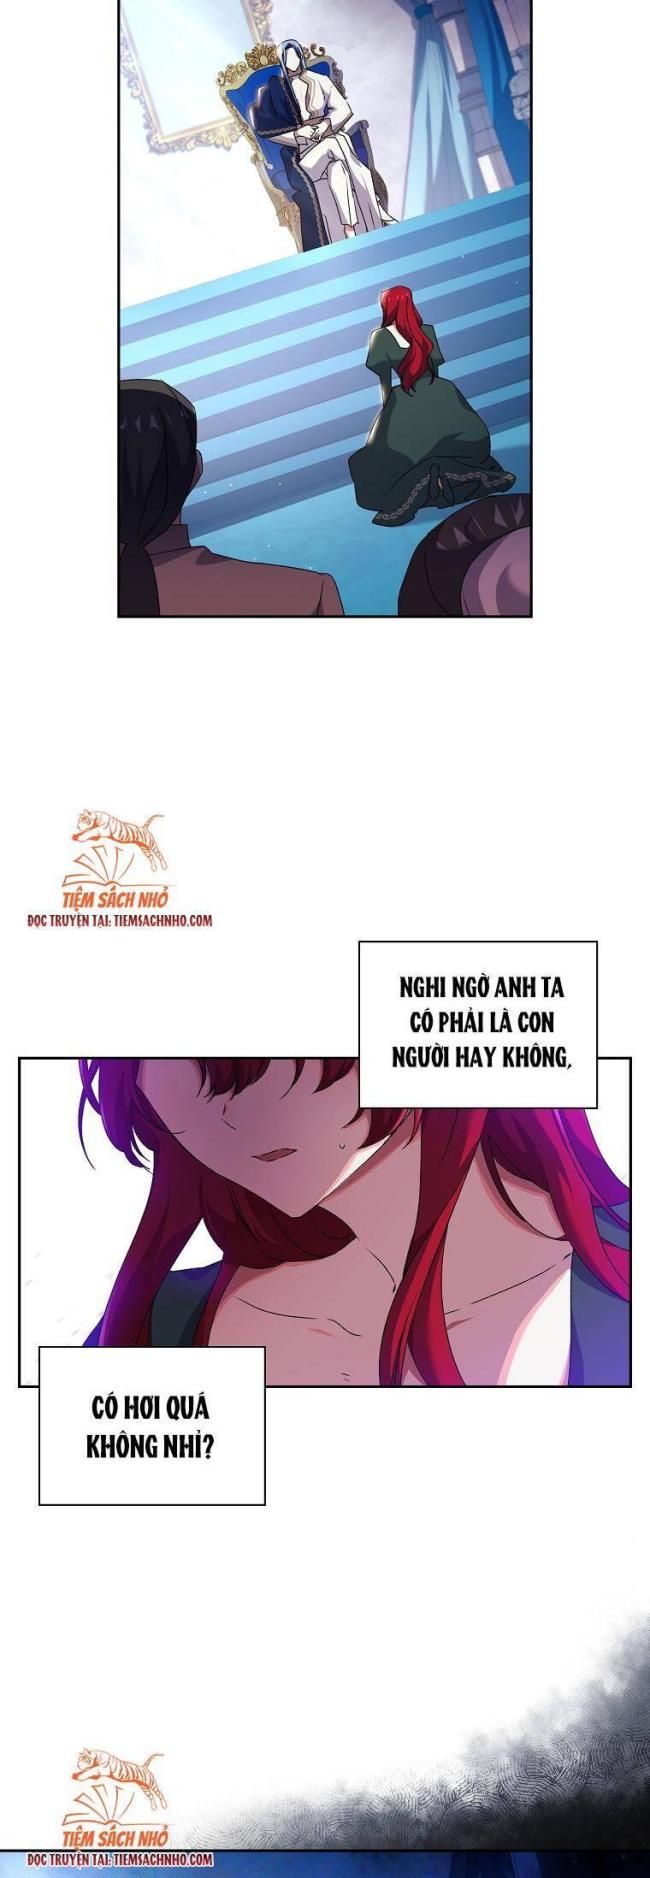 TIỆM SÁCH NHỎ
ĐỌC TRUYỆN TẠI: TIEMSACHNHO.COM
NGHI NGỜ ANH TA
CÓ PHẢI LÀ CON
NGƯỜI HAY KHÔNG,
CÓ HƠI QUÁ
KHÔNG NHỈ?
TIỆM SÁCH NHỎ
ĐỌC TRUYỆN TẠI: TIEMSACHNHO.COM